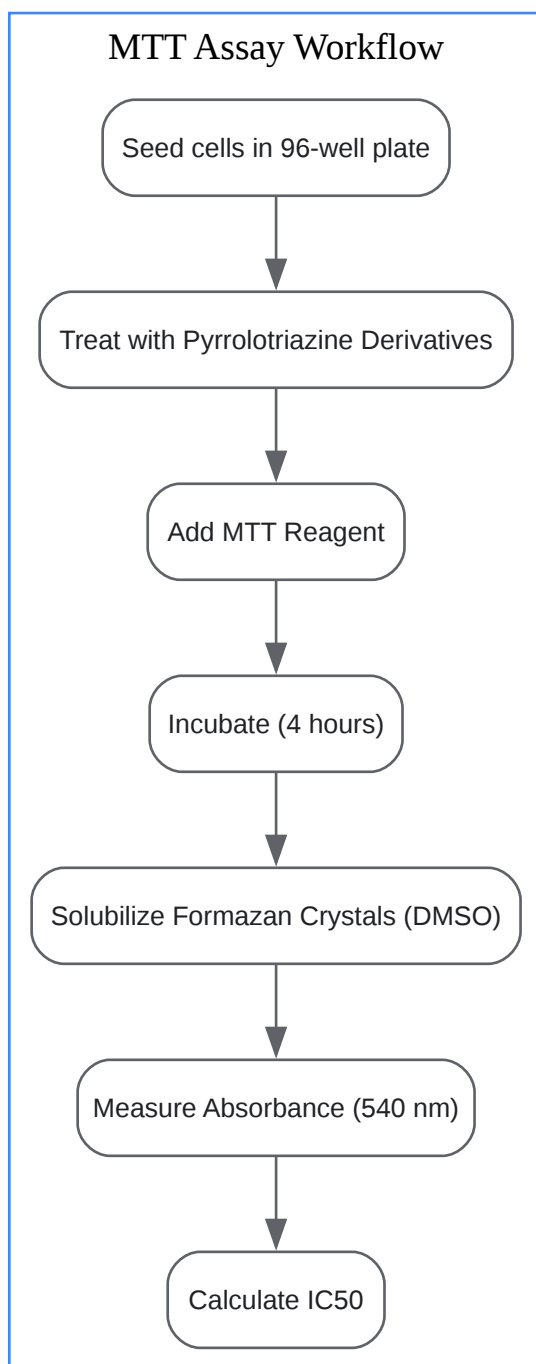 MTT Assay Workflow
Seed cells in 96-well plate
Treat with Pyrrolotriazine Derivatives
Add MTT Reagent
Incubate (4 hours)
Solubilize Formazan Crystals (DMSO)
Measure Absorbance (540 nm)
Calculate IC50